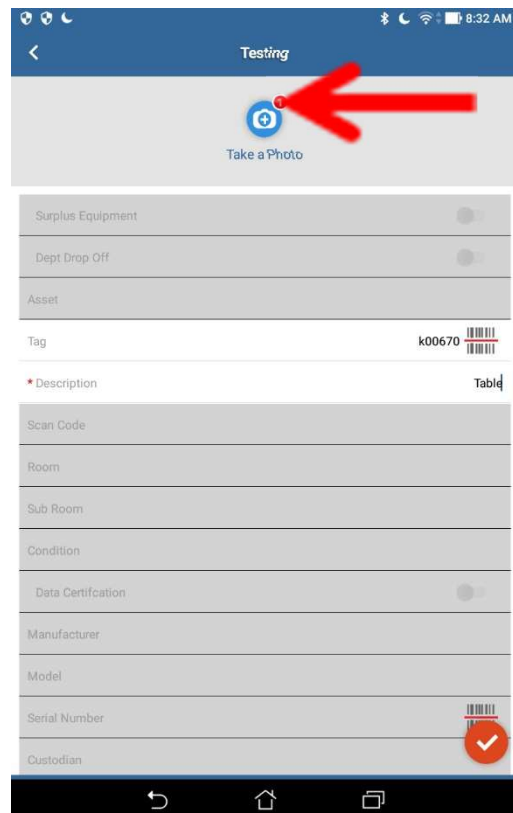 8:32 AM
Testing
1
Take a Photo
Surplus Equipment
Dept Drop Off
Asset
Tag k00670
* Description Table
Scan Code
Room
Sub Room
Condition
Data Certifcation
Manufacturer
Model
Serial Number
Custodian